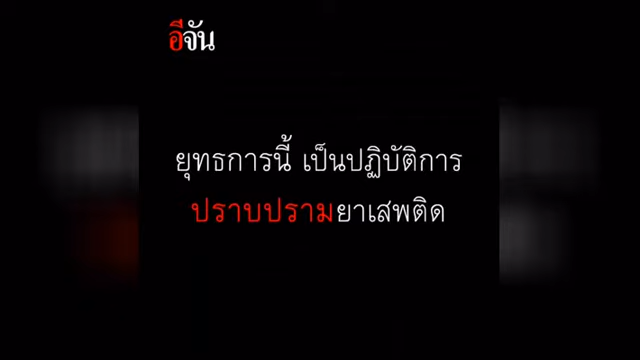 อีจัน
ยุทธการนี้ เป็นปฏิบัติการ
ปราบปรามยาเสพติด